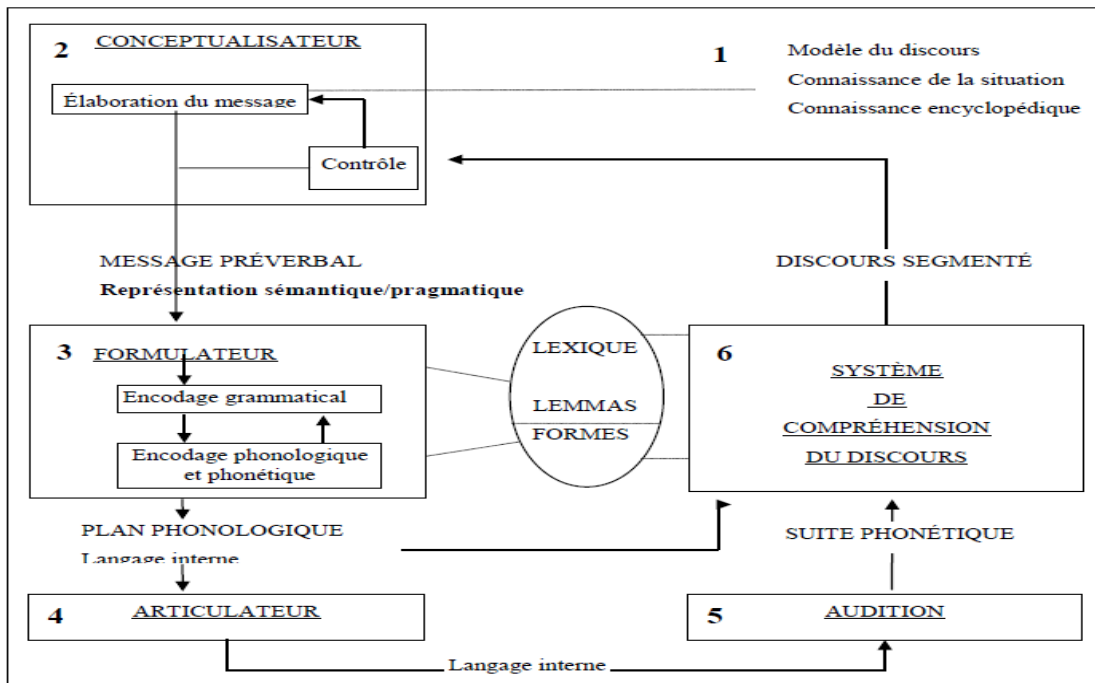 2 CONCEPTUALISATEUR
1
Modèle du discours
Connaissance de la situation
Connaissance encyclopédique
Élaboration du message
Contrôle
MESSAGE PRÉVERBAL
Représentation sémantique/pragmatique
DISCOURS SEGMENTÉ
3 FORMULATEUR
Encodage grammatical
Encodage phonologique
et phonétique
LEXIQUE
LEMMAS
FORMES
6
SYSTÈME
DE
COMPRÉHENSION
DU DISCOURS
PLAN PHONOLOGIQUE
Langage interne
SUITE PHONÉTIQUE
4 ARTICULATEUR
5 AUDITION
Langage interne